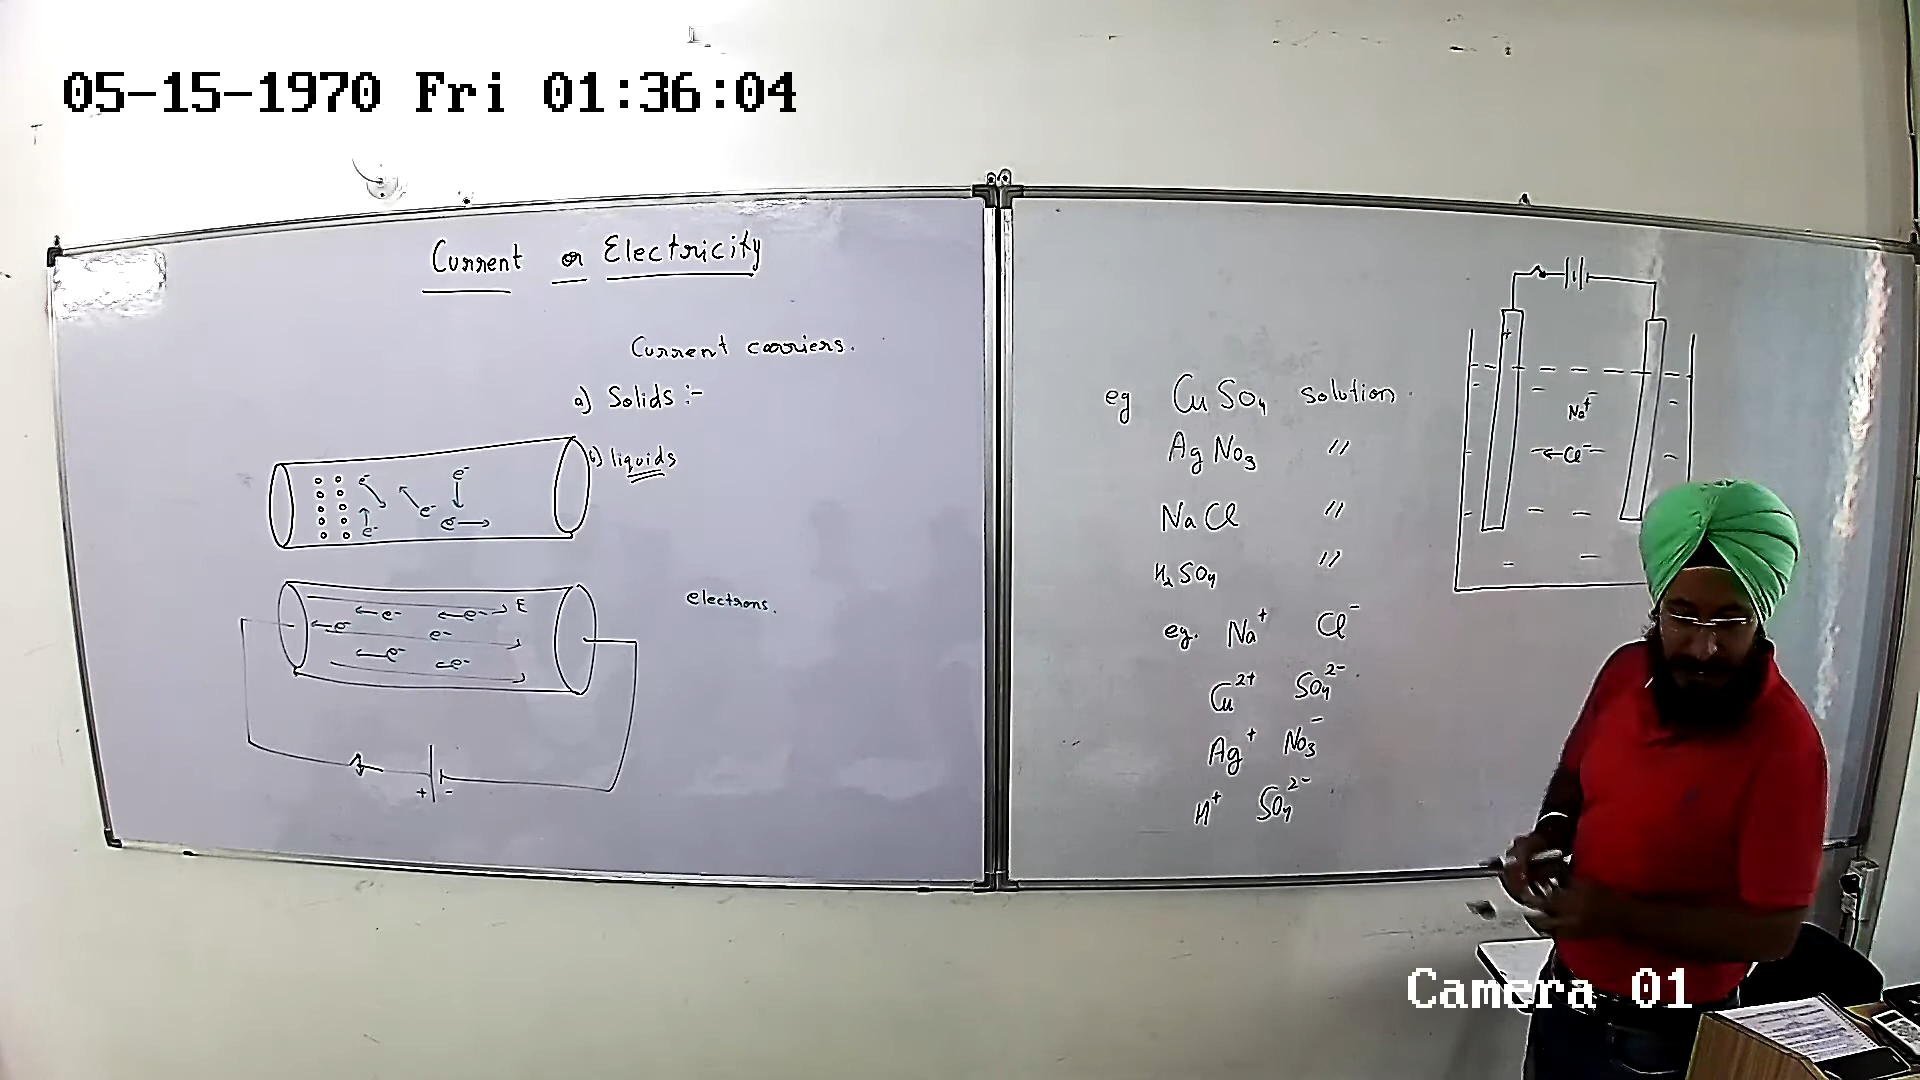 05-15-1970 Fri 01:36:04
Current or Electricity
Current carriers.
a) Solids :-
b) liquids
e⁻ e⁻
e⁻
e⁻ e⁻
E
e⁻ e⁻
e⁻ e⁻
e⁻ e⁻
electrons.
+ -
+
Na⁺
Cl⁻
eg CuSO₄ solution.
AgNo₃ "
NaCl "
H₂SO₄ "
eg. Na⁺ Cl⁻
Cu²⁺ SO₄²⁻
Ag⁺ No₃⁻
H⁺ SO₄²⁻
Camera 01